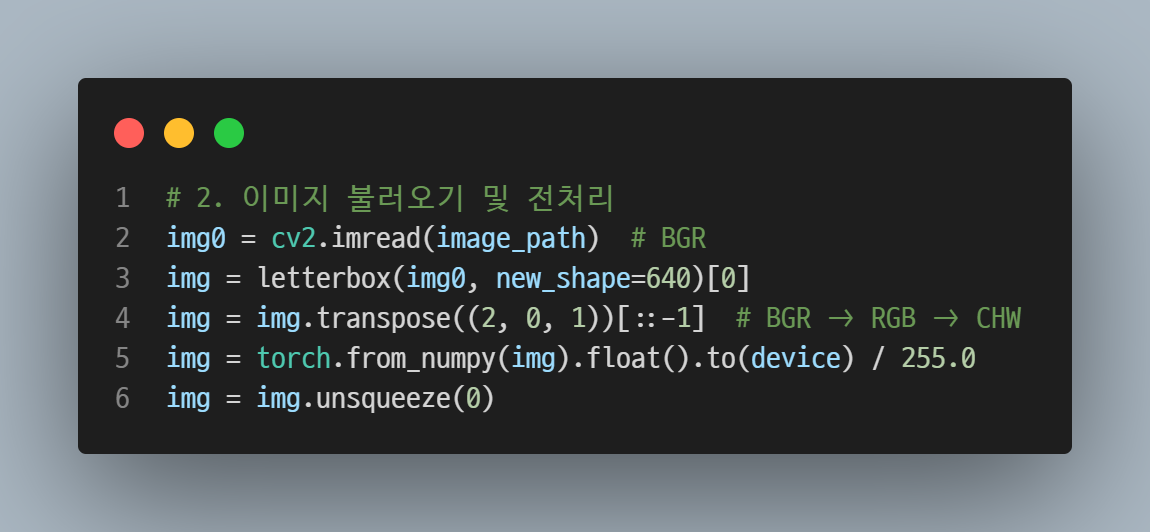 1 # 2. 이미지 불러오기 및 전처리
2 img0 = cv2.imread(image_path)  # BGR
3 img = letterbox(img0, new_shape=640)[0]
4 img = img.transpose((2, 0, 1))[::-1]  # BGR -> RGB -> CHW
5 img = torch.from_numpy(img).float().to(device) / 255.0
6 img = img.unsqueeze(0)